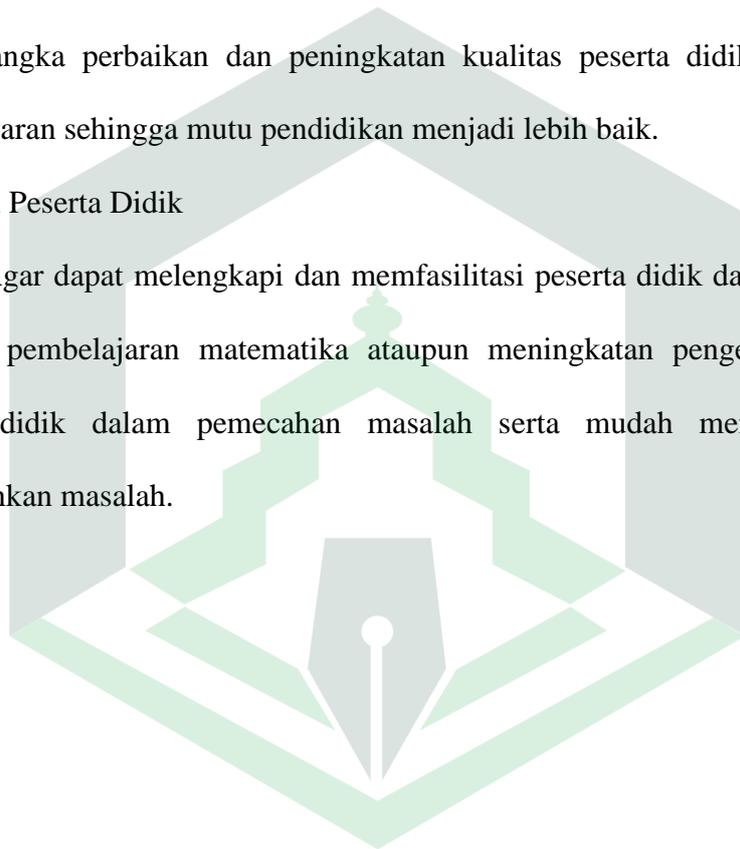 angka perbaikan dan peningkatan kualitas peserta didi
aran sehingga mutu pendidikan menjadi lebih baik.
Peserta Didik
gar dapat melengkapi dan memfasilitasi peserta didik da
pembelajaran matematika ataupun meningkatan penge
didik dalam pemecahan masalah serta mudah me
hkan masalah.